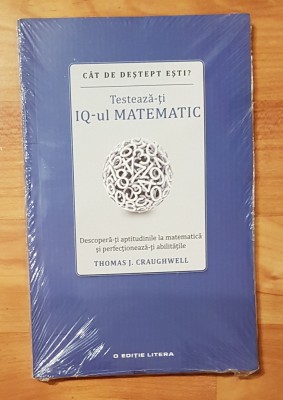 CÂT DE DEȘTEPT EȘTI?
Testează-ți
IQ-ul MATEMATIC
Descoperă-ți aptitudinile la matematică
și perfecționează-ți abilitățile
THOMAS J. CRAUGHWELL
O EDIȚIE LITERA